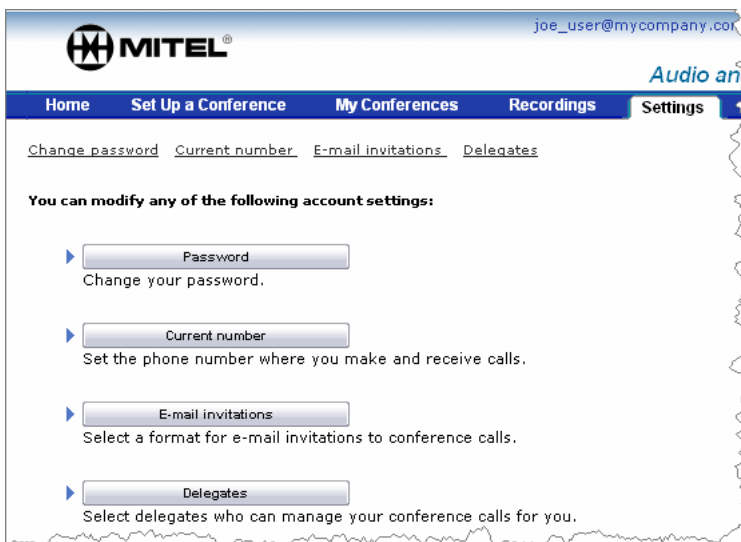 joe_user@mycompany.co
MITEL®
Audio an
Home Set Up a Conference My Conferences Recordings Settings
Change password Current number E-mail invitations Delegates
You can modify any of the following account settings:
Password
Change your password.
Current number
Set the phone number where you make and receive calls.
E-mail invitations
Select a format for e-mail invitations to conference calls.
Delegates
Select delegates who can manage your conference calls for you.